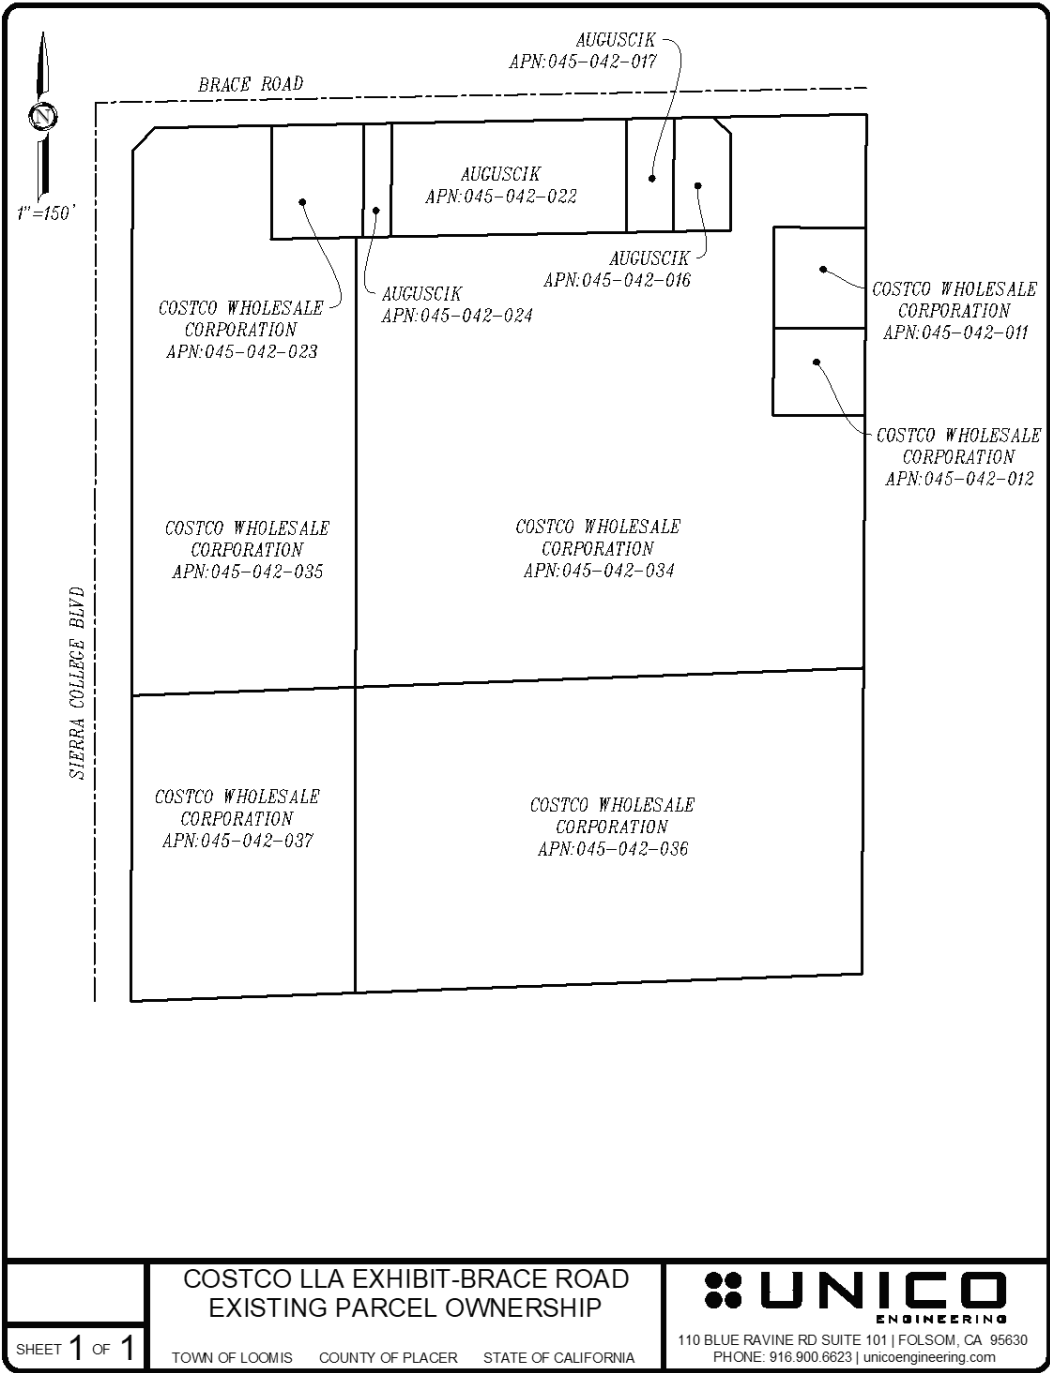 AUGUSCIK
APN:045-042-017
BRACE ROAD
N
1"=150'
AUGUSCIK
APN:045-042-022
AUGUSCIK
APN:045-042-016
COSTCO WHOLESALE
CORPORATION
APN:045-042-023
AUGUSCIK
APN:045-042-024
COSTCO WHOLESALE
CORPORATION
APN:045-042-011
COSTCO WHOLESALE
CORPORATION
APN:045-042-012
COSTCO WHOLESALE
CORPORATION
APN:045-042-035
COSTCO WHOLESALE
CORPORATION
APN:045-042-034
SIERRA COLLEGE BLVD
COSTCO WHOLESALE
CORPORATION
APN:045-042-037
COSTCO WHOLESALE
CORPORATION
APN:045-042-036
SHEET 1 OF 1
COSTCO LLA EXHIBIT-BRACE ROAD
EXISTING PARCEL OWNERSHIP
TOWN OF LOOMIS COUNTY OF PLACER STATE OF CALIFORNIA
UNICO
ENGINEERING
110 BLUE RAVINE RD SUITE 101 | FOLSOM, CA 95630
PHONE: 916.900.6623 | unicoengineering.com